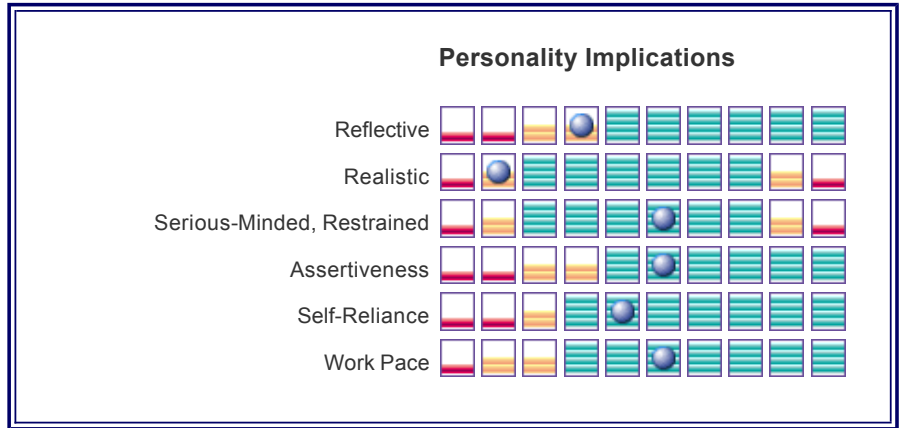 Personality Implications
Reflective
Realistic
Serious-Minded, Restrained
Assertiveness
Self-Reliance
Work Pace